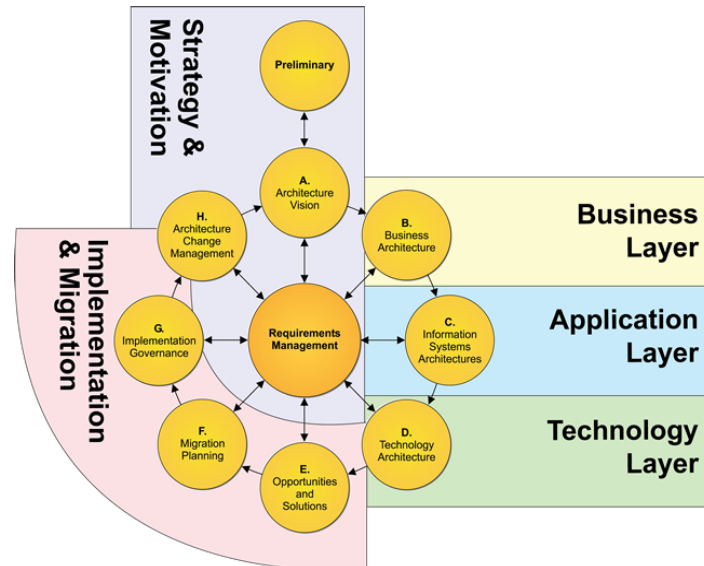 Strategy &
Motivation
Preliminary
A.
Architecture
Vision
B.
Business
Architecture
Business
Layer
H.
Architecture
Change
Management
Implementation
& Migration
G.
Implementation
Governance
Requirements
Management
C.
Information
Systems
Architectures
Application
Layer
F.
Migration
Planning
D.
Technology
Architecture
Technology
Layer
E.
Opportunities
and
Solutions